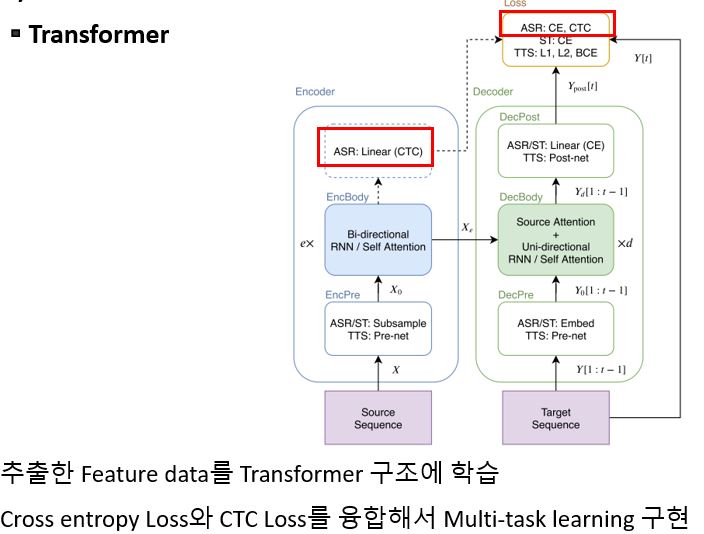 ▪ Transformer
Loss
ASR: CE, CTC
ST: CE
TTS: L1, L2, BCE
Y[t]
Y_post[t]
Encoder
Decoder
DecPost
ASR: Linear (CTC)
ASR/ST: Linear (CE)
TTS: Post-net
Y_d[1 : t − 1]
EncBody
DecBody
e×
Bi-directional
RNN / Self Attention
X_e
Source Attention
+
Uni-directional
RNN / Self Attention
×d
X_0
Y_0[1 : t − 1]
EncPre
DecPre
ASR/ST: Subsample
TTS: Pre-net
ASR/ST: Embed
TTS: Pre-net
X
Y[1 : t − 1]
Source
Sequence
Target
Sequence
추출한 Feature data를 Transformer 구조에 학습
Cross entropy Loss와 CTC Loss를 융합해서 Multi-task learning 구현